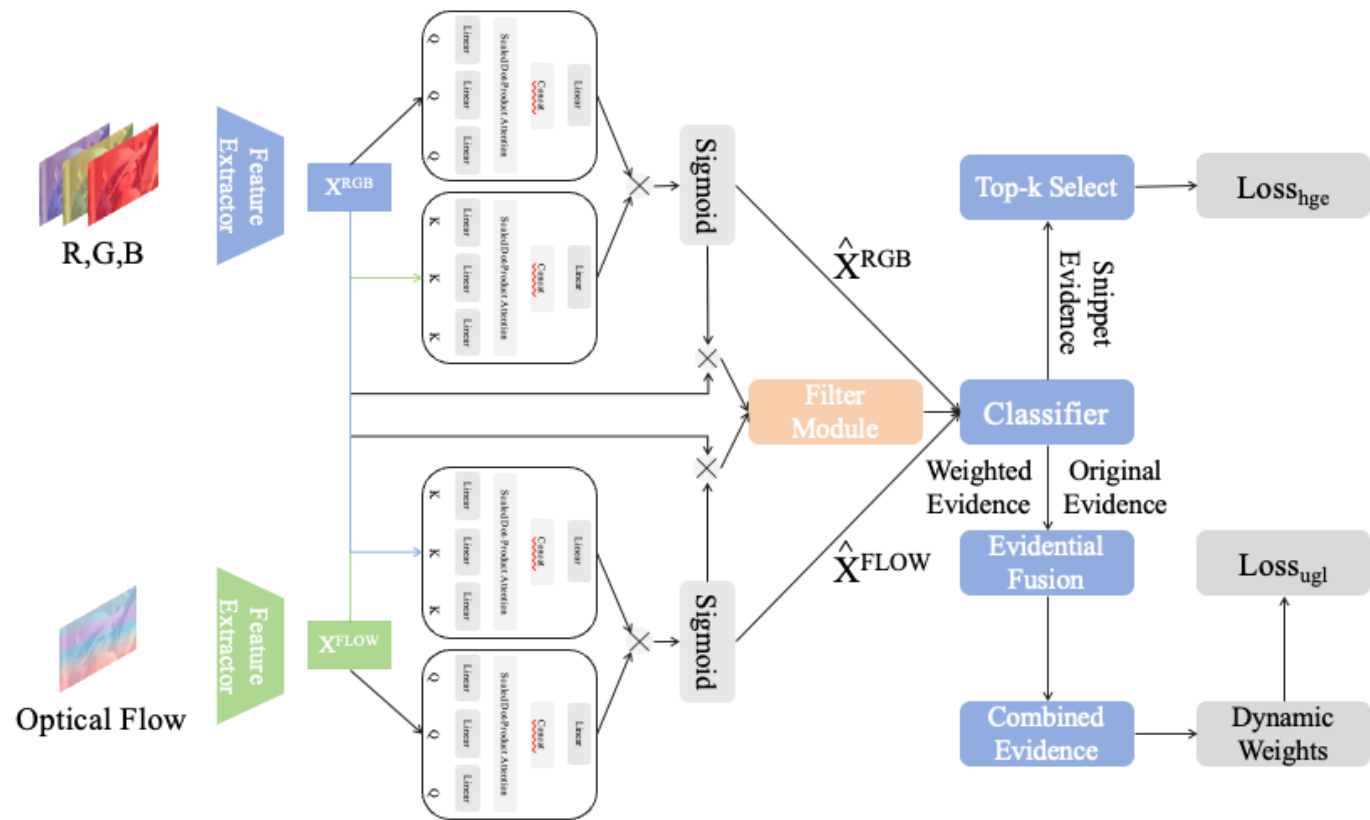 R,G,B
Feature
Extractor
X^RGB
Q
Q
Q
Linear
Linear
Linear
Scaled Dot-Product Attention
Concat
Linear
K
K
K
Linear
Linear
Linear
Scaled Dot-Product Attention
Concat
Linear
Sigmoid
X̂^RGB
Top-k Select
Loss_hge
Snippet
Evidence
Filter
Module
Classifier
Weighted
Evidence
Original
Evidence
Optical Flow
Feature
Extractor
X^FLOW
K
K
K
Linear
Linear
Linear
Scaled Dot-Product Attention
Concat
Linear
Q
Q
Q
Linear
Linear
Linear
Scaled Dot-Product Attention
Concat
Linear
Sigmoid
X̂^FLOW
Evidential
Fusion
Loss_ugl
Combined
Evidence
Dynamic
Weights